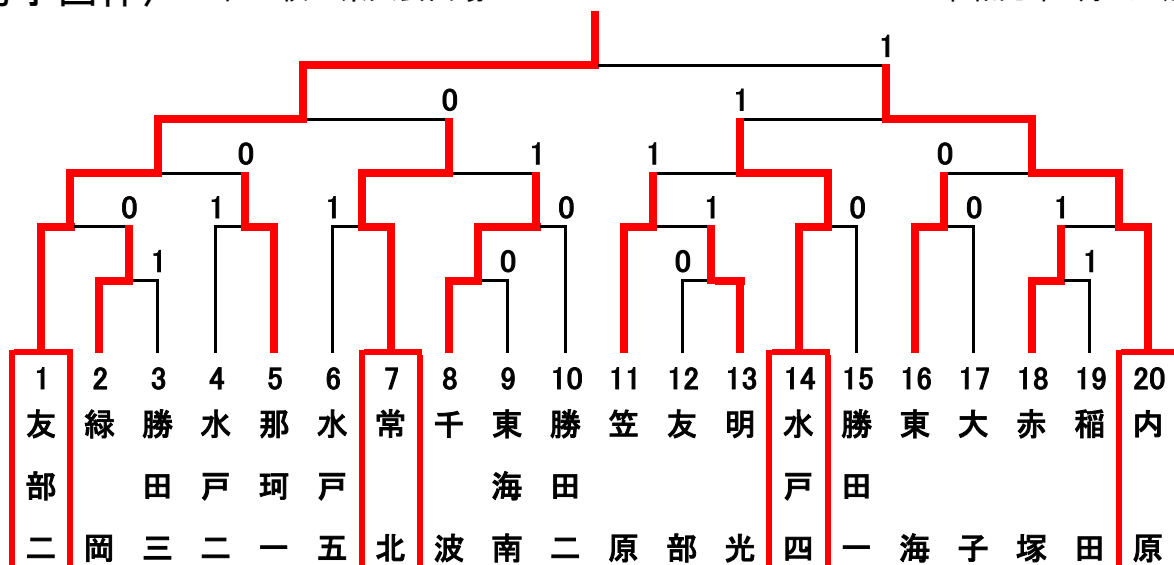 1
0 1
0 1 1 0
0 1 1 0 1 0 0 1
1 0 0 1
1 2 3 4 5 6 7 8 9 10 11 12 13 14 15 16 17 18 19 20
友部二
緑岡
勝田三
水戸二
那珂一
水戸五
常北
千波
東海南
勝田二
笠原
友部
明光
水戸四
勝田一
東海
大子
赤塚
稲田
内原